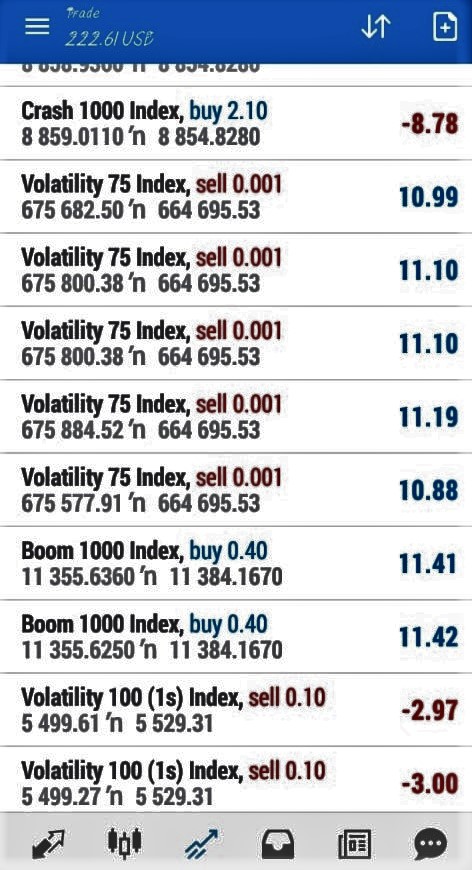 Trade
222.61 USD
Crash 1000 Index, buy 2.10
8 859.0110 'n 8 854.8280
-8.78
Volatility 75 Index, sell 0.001
675 682.50 'n 664 695.53
10.99
Volatility 75 Index, sell 0.001
675 800.38 'n 664 695.53
11.10
Volatility 75 Index, sell 0.001
675 800.38 'n 664 695.53
11.10
Volatility 75 Index, sell 0.001
675 884.52 'n 664 695.53
11.19
Volatility 75 Index, sell 0.001
675 577.91 'n 664 695.53
10.88
Boom 1000 Index, buy 0.40
11 355.6360 'n 11 384.1670
11.41
Boom 1000 Index, buy 0.40
11 355.6250 'n 11 384.1670
11.42
Volatility 100 (1s) Index, sell 0.10
5 499.61 'n 5 529.31
-2.97
Volatility 100 (1s) Index, sell 0.10
5 499.27 'n 5 529.31
-3.00